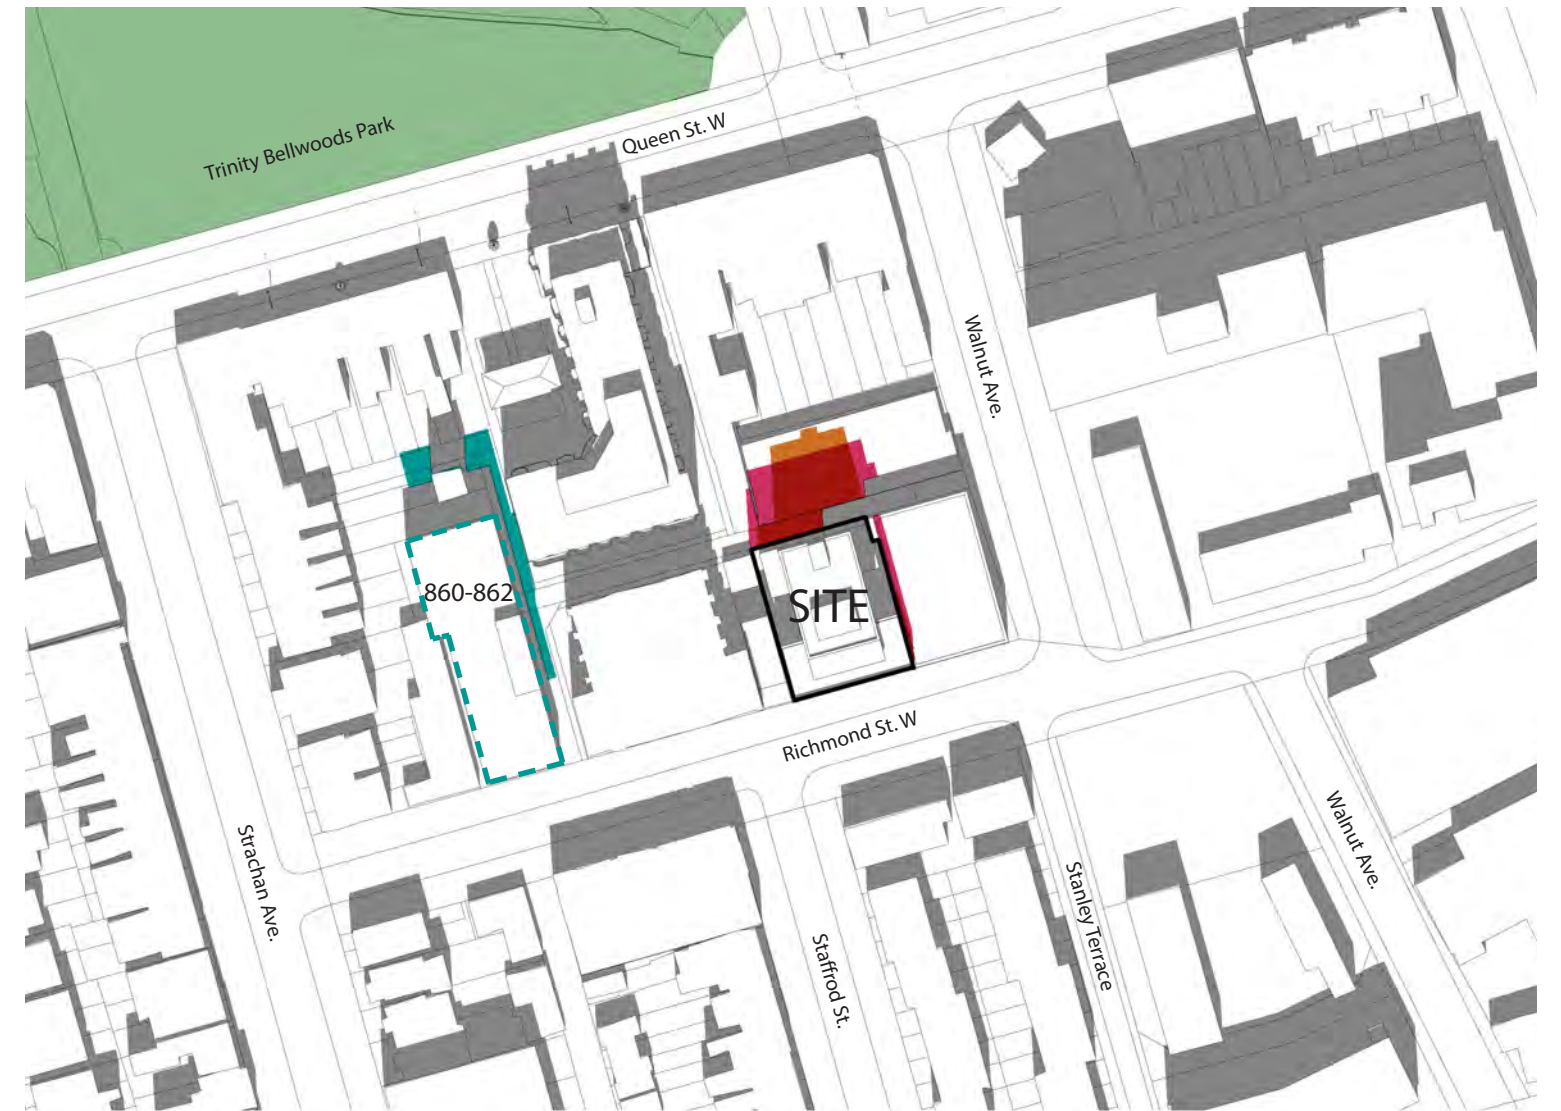 Trinity Bellwoods Park
Queen St. W
Walnut Ave.
860-862
SITE
Richmond St. W
Strachan Ave.
Staffrod St.
Stanley Terrace
Walnut Ave.